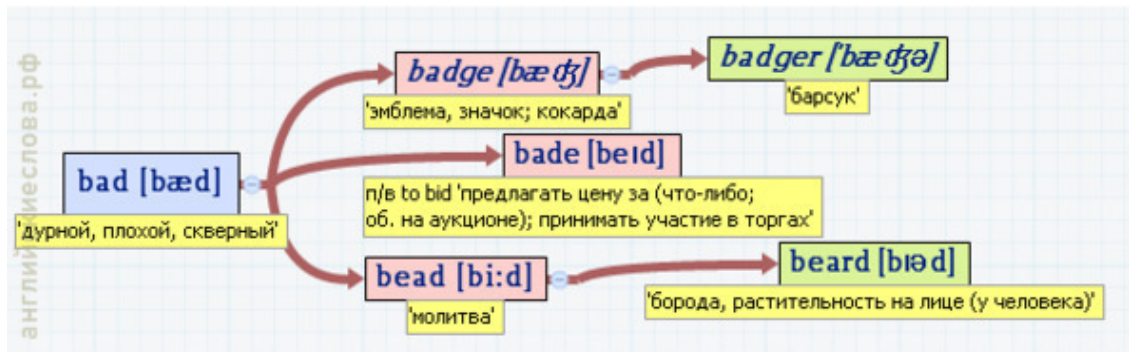 badge [bæʤ]
'эмблема, значок; кокарда'
badger ['bæʤə]
'барсук'
bad [bæd]
'дурной, плохой, скверный'
bade [beɪd]
п/в to bid 'предлагать цену за (что-либо;
об. на аукционе); принимать участие в торгах'
bead [bi:d]
'молитва'
beard [bɪəd]
'борода, растительность на лице (у человека)'
английскиеслова.рф